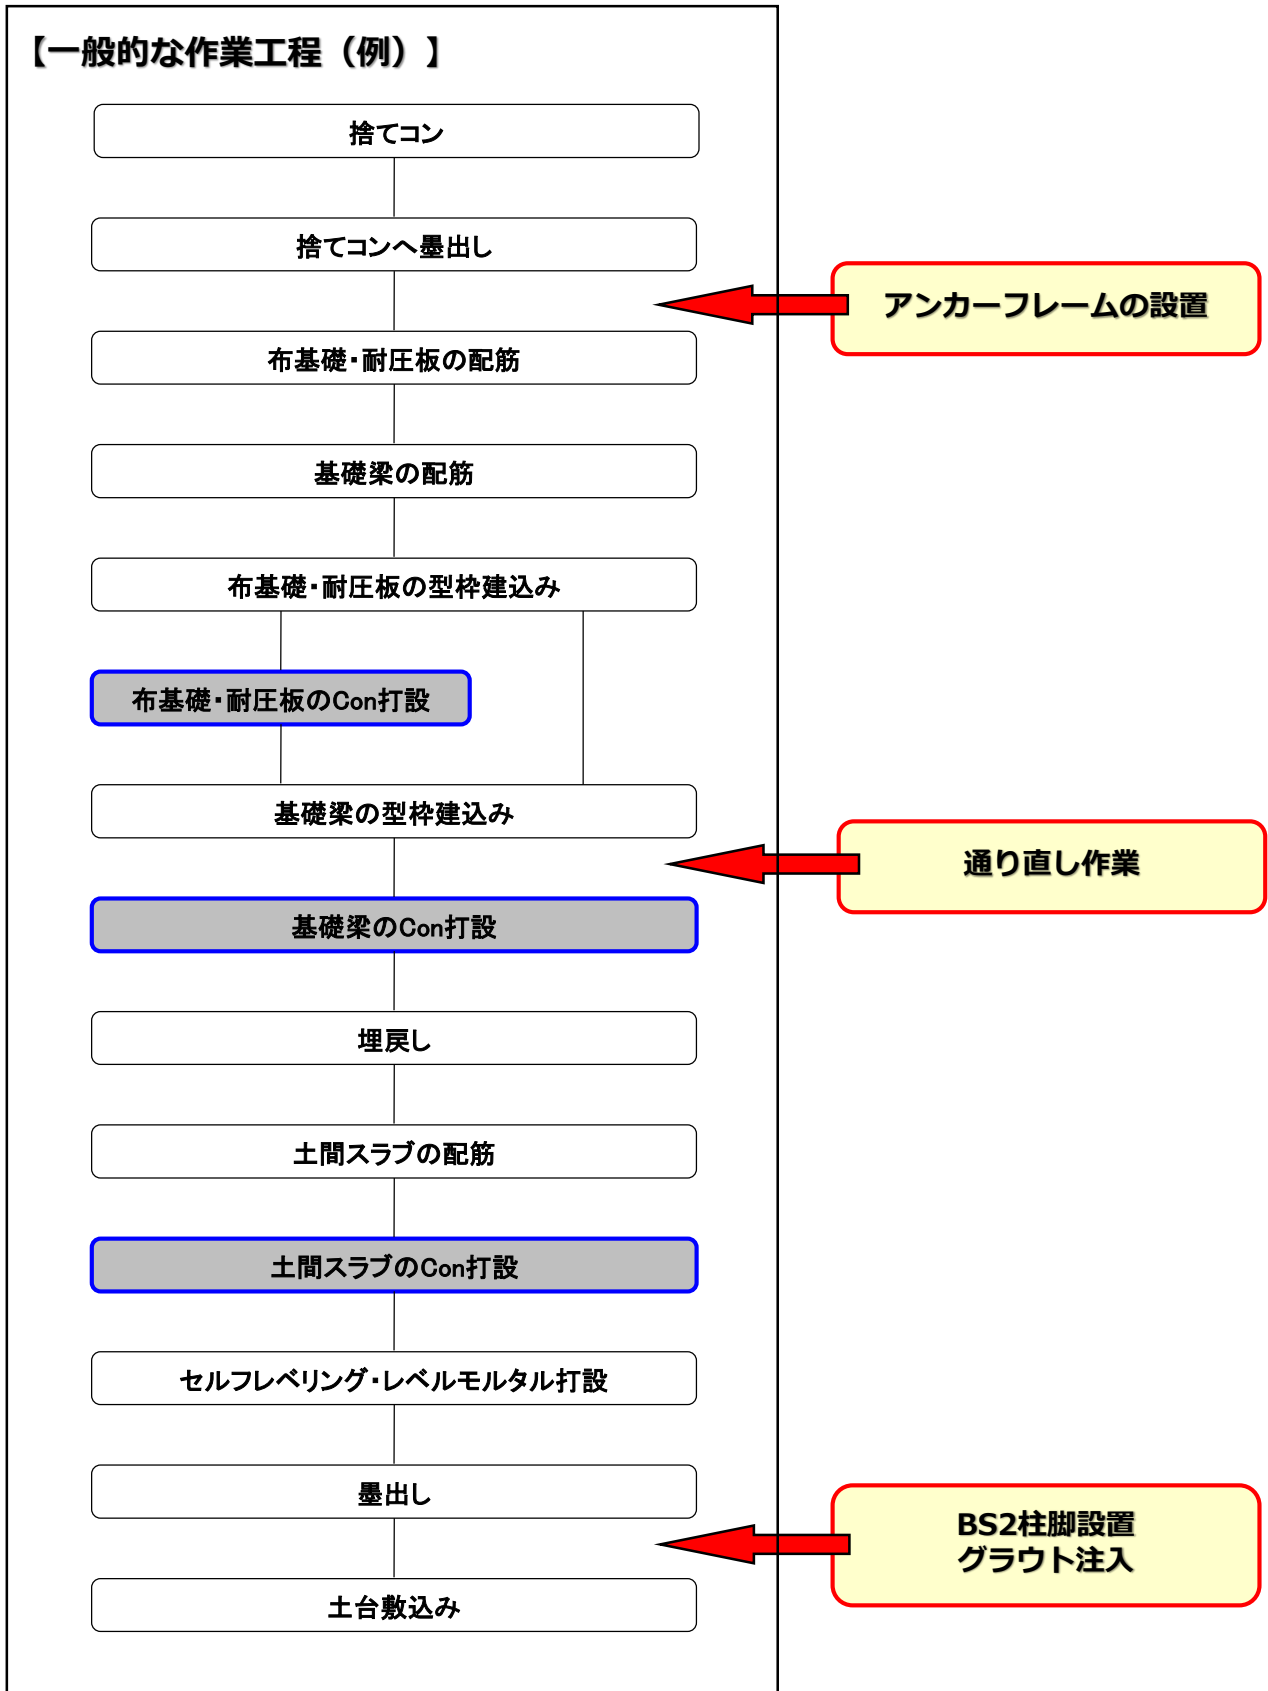 【一般的な作業工程（例）】
捨てコン
捨てコンへ墨出し
アンカーフレームの設置
布基礎・耐圧板の配筋
基礎梁の配筋
布基礎・耐圧板の型枠建込み
布基礎・耐圧板のCon打設
基礎梁の型枠建込み
通り直し作業
基礎梁のCon打設
埋戻し
土間スラブの配筋
土間スラブのCon打設
セルフレベリング・レベルモルタル打設
墨出し
BS2柱脚設置
グラウト注入
土台敷込み